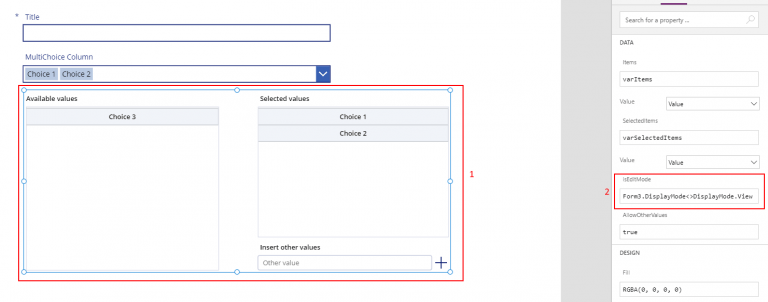 * Title
MultiChoice Column
Choice 1 Choice 2
Available values
Choice 3
Selected values
Choice 1
Choice 2
Insert other values
Other value
1
Search for a property ...
DATA
Items
varItems
Value Value
SelectedItems
varSelectedItems
Value Value
IsEditMode
2 Form3.DisplayMode<>DisplayMode.View
AllowOtherValues
true
DESIGN
Fill
RGBA(0, 0, 0, 0)